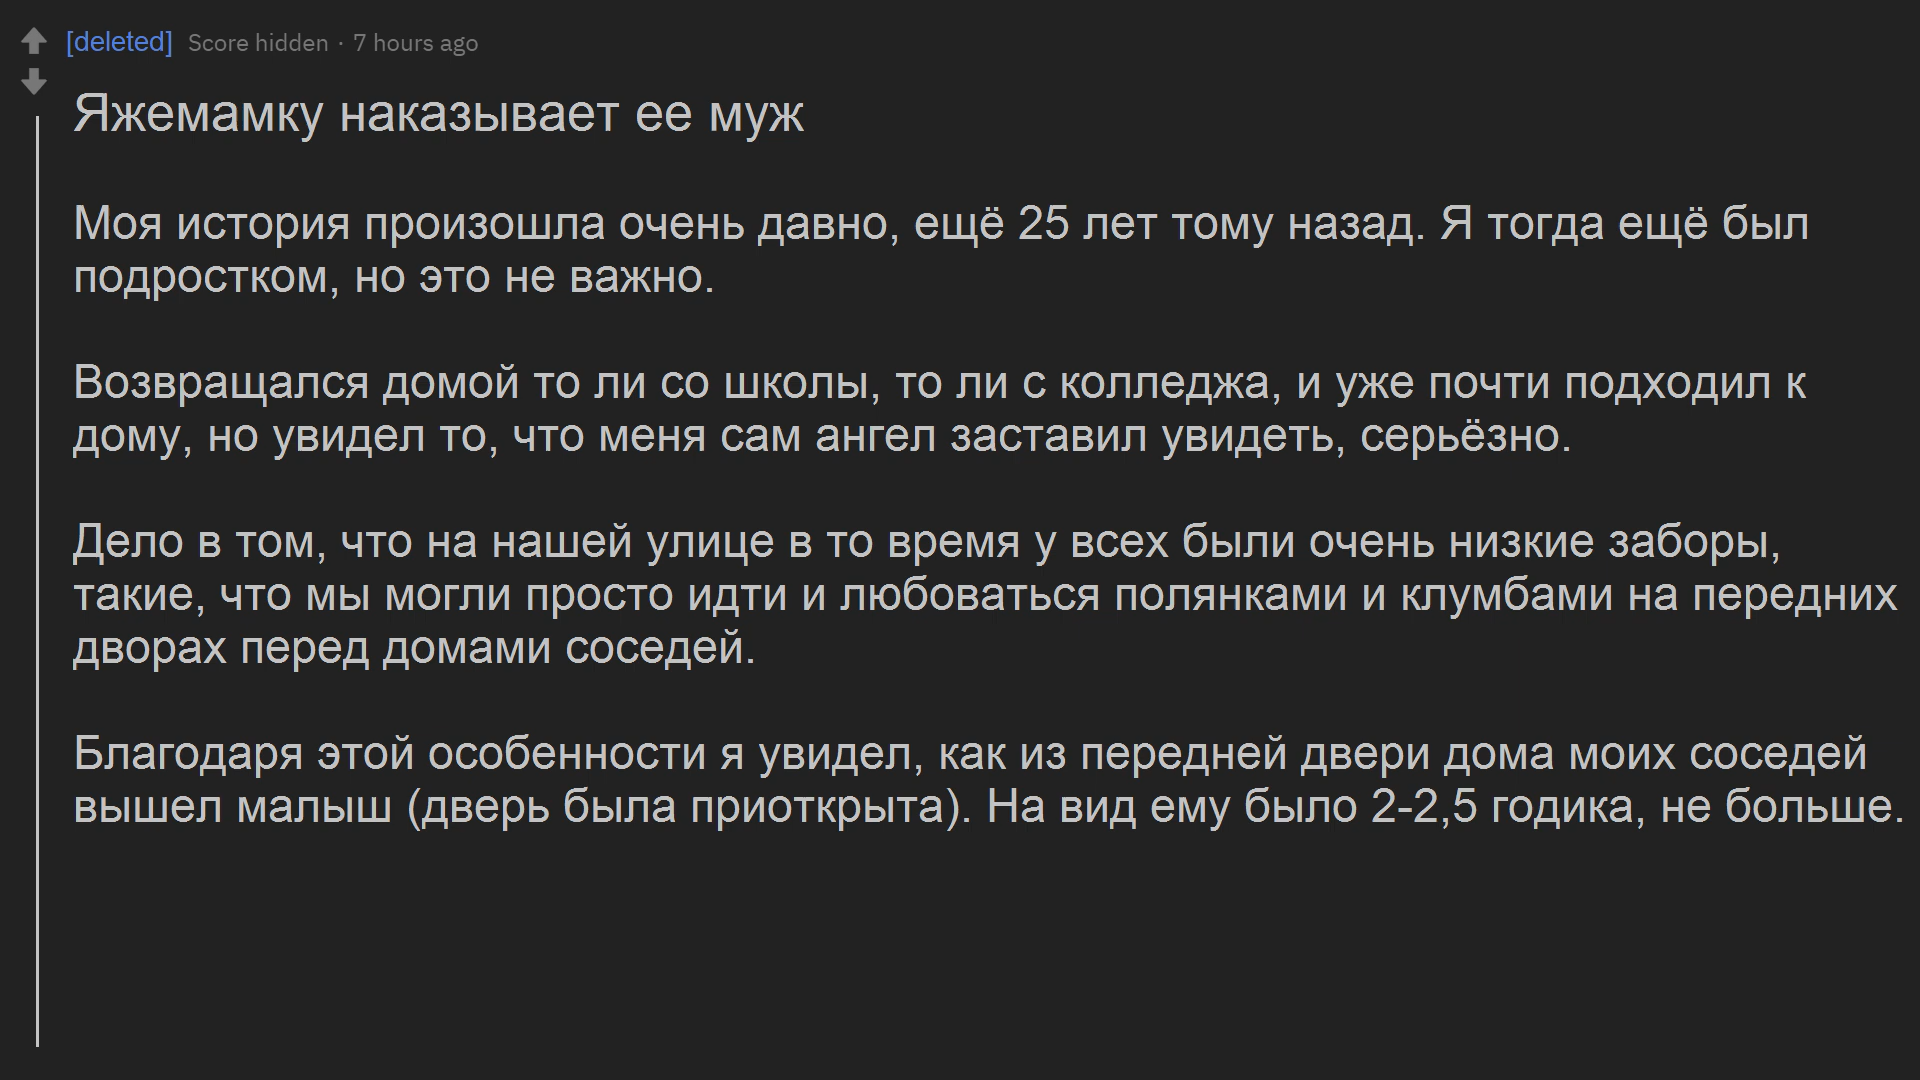 [deleted] Score hidden · 7 hours ago
Яжемамку наказывает ее муж
Моя история произошла очень давно, ещё 25 лет тому назад. Я тогда ещё был
подростком, но это не важно.
Возвращался домой то ли со школы, то ли с колледжа, и уже почти подходил к
дому, но увидел то, что меня сам ангел заставил увидеть, серьёзно.
Дело в том, что на нашей улице в то время у всех были очень низкие заборы,
такие, что мы могли просто идти и любоваться полянками и клумбами на передних
дворах перед домами соседей.
Благодаря этой особенности я увидел, как из передней двери дома моих соседей
вышел малыш (дверь была приоткрыта). На вид ему было 2-2,5 годика, не больше.